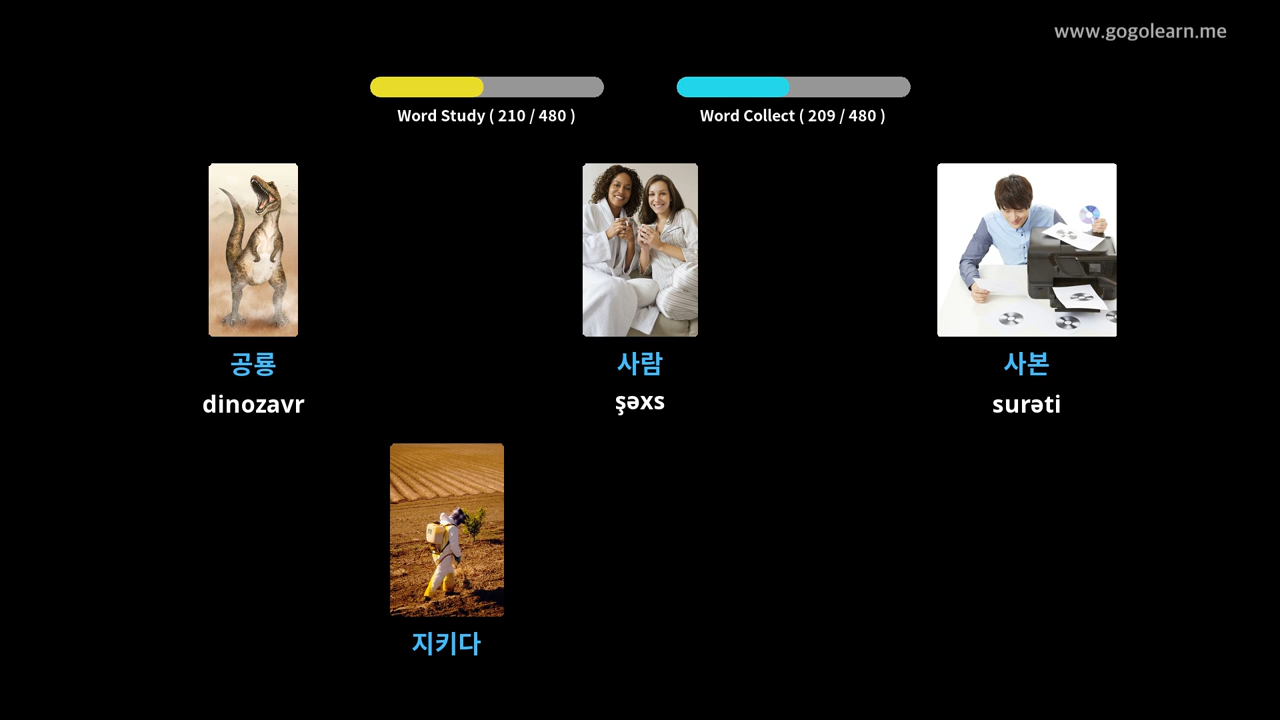 www.gogolearn.me
Word Study ( 210 / 480 )
Word Collect ( 209 / 480 )
공룡
사람
사본
dinozavr
şəxs
surəti
지키다